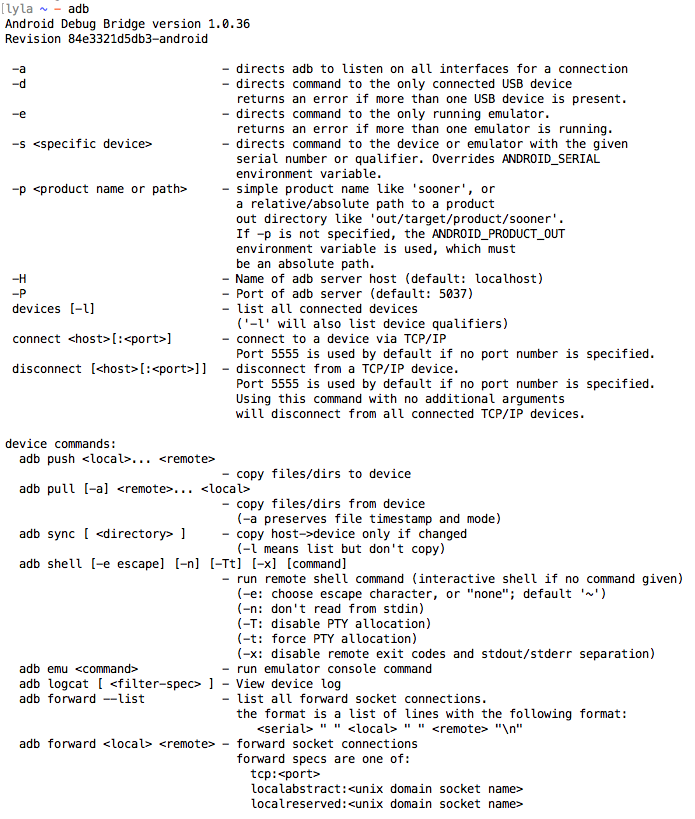 [lyla ~ - adb
Android Debug Bridge version 1.0.36
Revision 84e3321d5db3-android

 -a                            - directs adb to listen on all interfaces for a connection
 -d                            - directs command to the only connected USB device
                                 returns an error if more than one USB device is present.
 -e                            - directs command to the only running emulator.
                                 returns an error if more than one emulator is running.
 -s <specific device>          - directs command to the device or emulator with the given
                                 serial number or qualifier. Overrides ANDROID_SERIAL
                                 environment variable.
 -p <product name or path>     - simple product name like 'sooner', or
                                 a relative/absolute path to a product
                                 out directory like 'out/target/product/sooner'.
                                 If -p is not specified, the ANDROID_PRODUCT_OUT
                                 environment variable is used, which must
                                 be an absolute path.
 -H                            - Name of adb server host (default: localhost)
 -P                            - Port of adb server (default: 5037)
 devices [-l]                  - list all connected devices
                                 ('-l' will also list device qualifiers)
 connect <host>[:<port>]       - connect to a device via TCP/IP
                                 Port 5555 is used by default if no port number is specified.
 disconnect [<host>[:<port>]]  - disconnect from a TCP/IP device.
                                 Port 5555 is used by default if no port number is specified.
                                 Using this command with no additional arguments
                                 will disconnect from all connected TCP/IP devices.

device commands:
  adb push <local>... <remote>
                               - copy files/dirs to device
  adb pull [-a] <remote>... <local>
                               - copy files/dirs from device
                                 (-a preserves file timestamp and mode)
  adb sync [ <directory> ]     - copy host->device only if changed
                                 (-l means list but don't copy)
  adb shell [-e escape] [-n] [-Tt] [-x] [command]
                               - run remote shell command (interactive shell if no command given)
                                 (-e: choose escape character, or "none"; default '~')
                                 (-n: don't read from stdin)
                                 (-T: disable PTY allocation)
                                 (-t: force PTY allocation)
                                 (-x: disable remote exit codes and stdout/stderr separation)
  adb emu <command>            - run emulator console command
  adb logcat [ <filter-spec> ] - View device log
  adb forward --list           - list all forward socket connections.
                                 the format is a list of lines with the following format:
                                    <serial> " " <local> " " <remote> "\n"
  adb forward <local> <remote> - forward socket connections
                                 forward specs are one of:
                                   tcp:<port>
                                   localabstract:<unix domain socket name>
                                   localreserved:<unix domain socket name>